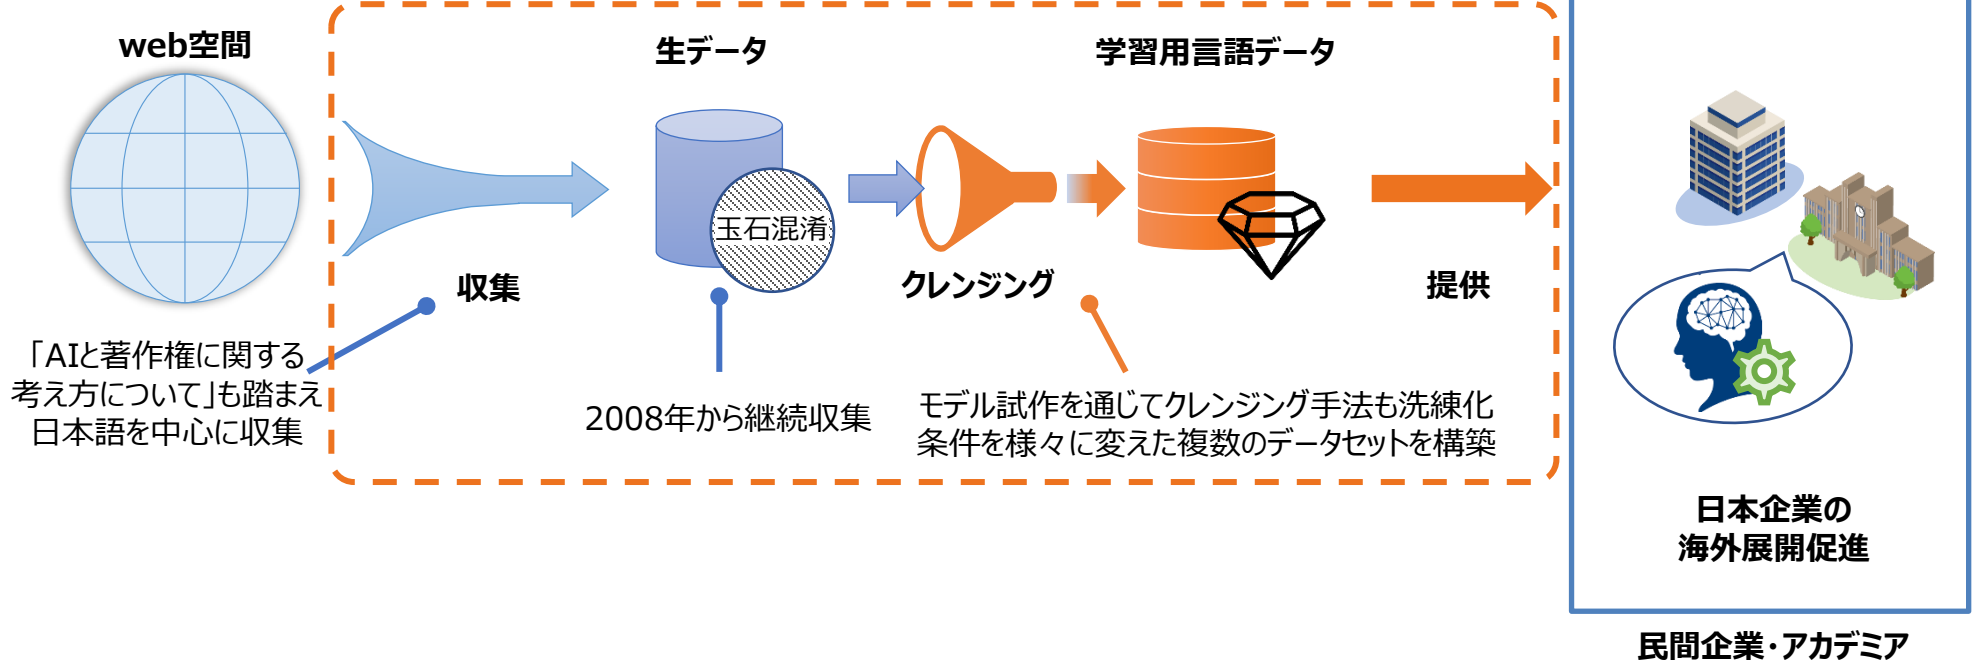 web空間
生データ
学習用言語データ
玉石混淆
収集
クレンジング
提供
「AIと著作権に関する
考え方について」も踏まえ
日本語を中心に収集
2008年から継続収集
モデル試作を通じてクレンジング手法も洗練化
条件を様々に変えた複数のデータセットを構築
日本企業の
海外展開促進
民間企業・アカデミア